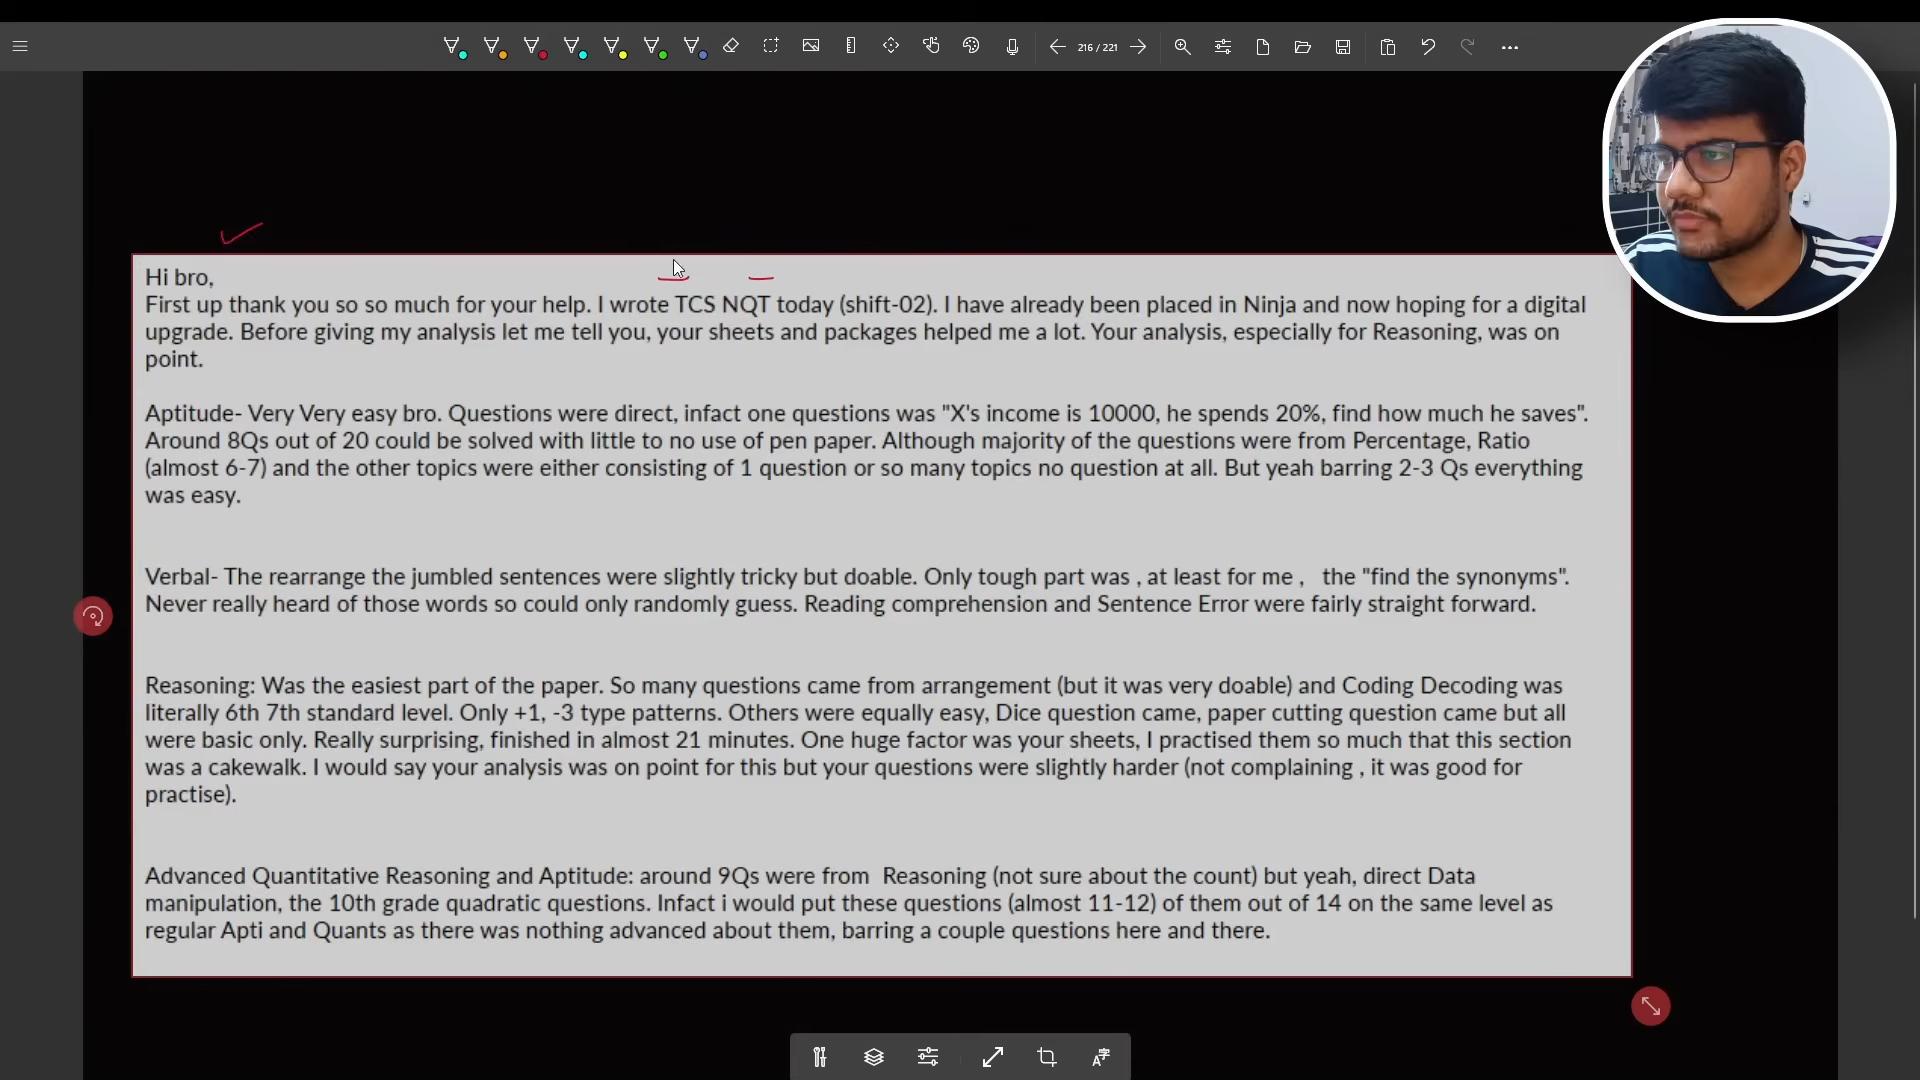 216 / 221
Hi bro,
First up thank you so so much for your help. I wrote TCS NQT today (shift-02). I have already been placed in Ninja and now hoping for a digital
upgrade. Before giving my analysis let me tell you, your sheets and packages helped me a lot. Your analysis, especially for Reasoning, was on
point.
Aptitude- Very Very easy bro. Questions were direct, infact one questions was "X's income is 10000, he spends 20%, find how much he saves".
Around 8Qs out of 20 could be solved with little to no use of pen paper. Although majority of the questions were from Percentage, Ratio
(almost 6-7) and the other topics were either consisting of 1 question or so many topics no question at all. But yeah barring 2-3 Qs everything
was easy.
Verbal- The rearrange the jumbled sentences were slightly tricky but doable. Only tough part was , at least for me , the "find the synonyms".
Never really heard of those words so could only randomly guess. Reading comprehension and Sentence Error were fairly straight forward.
Reasoning: Was the easiest part of the paper. So many questions came from arrangement (but it was very doable) and Coding Decoding was
literally 6th 7th standard level. Only +1, -3 type patterns. Others were equally easy, Dice question came, paper cutting question came but all
were basic only. Really surprising, finished in almost 21 minutes. One huge factor was your sheets, I practised them so much that this section
was a cakewalk. I would say your analysis was on point for this but your questions were slightly harder (not complaining , it was good for
practise).
Advanced Quantitative Reasoning and Aptitude: around 9Qs were from Reasoning (not sure about the count) but yeah, direct Data
manipulation, the 10th grade quadratic questions. Infact i would put these questions (almost 11-12) of them out of 14 on the same level as
regular Apti and Quants as there was nothing advanced about them, barring a couple questions here and there.